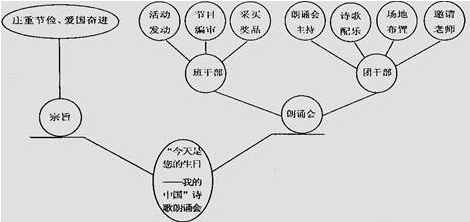 庄重节俭、爱国奋进
活动
发动
节目
编审
采买
奖品
朗诵会
主持
诗歌
配乐
场地
布置
邀请
老师
班干部
团干部
宗旨
朗诵会
“今天是
您的生日
——我的
中国”诗
歌朗诵会